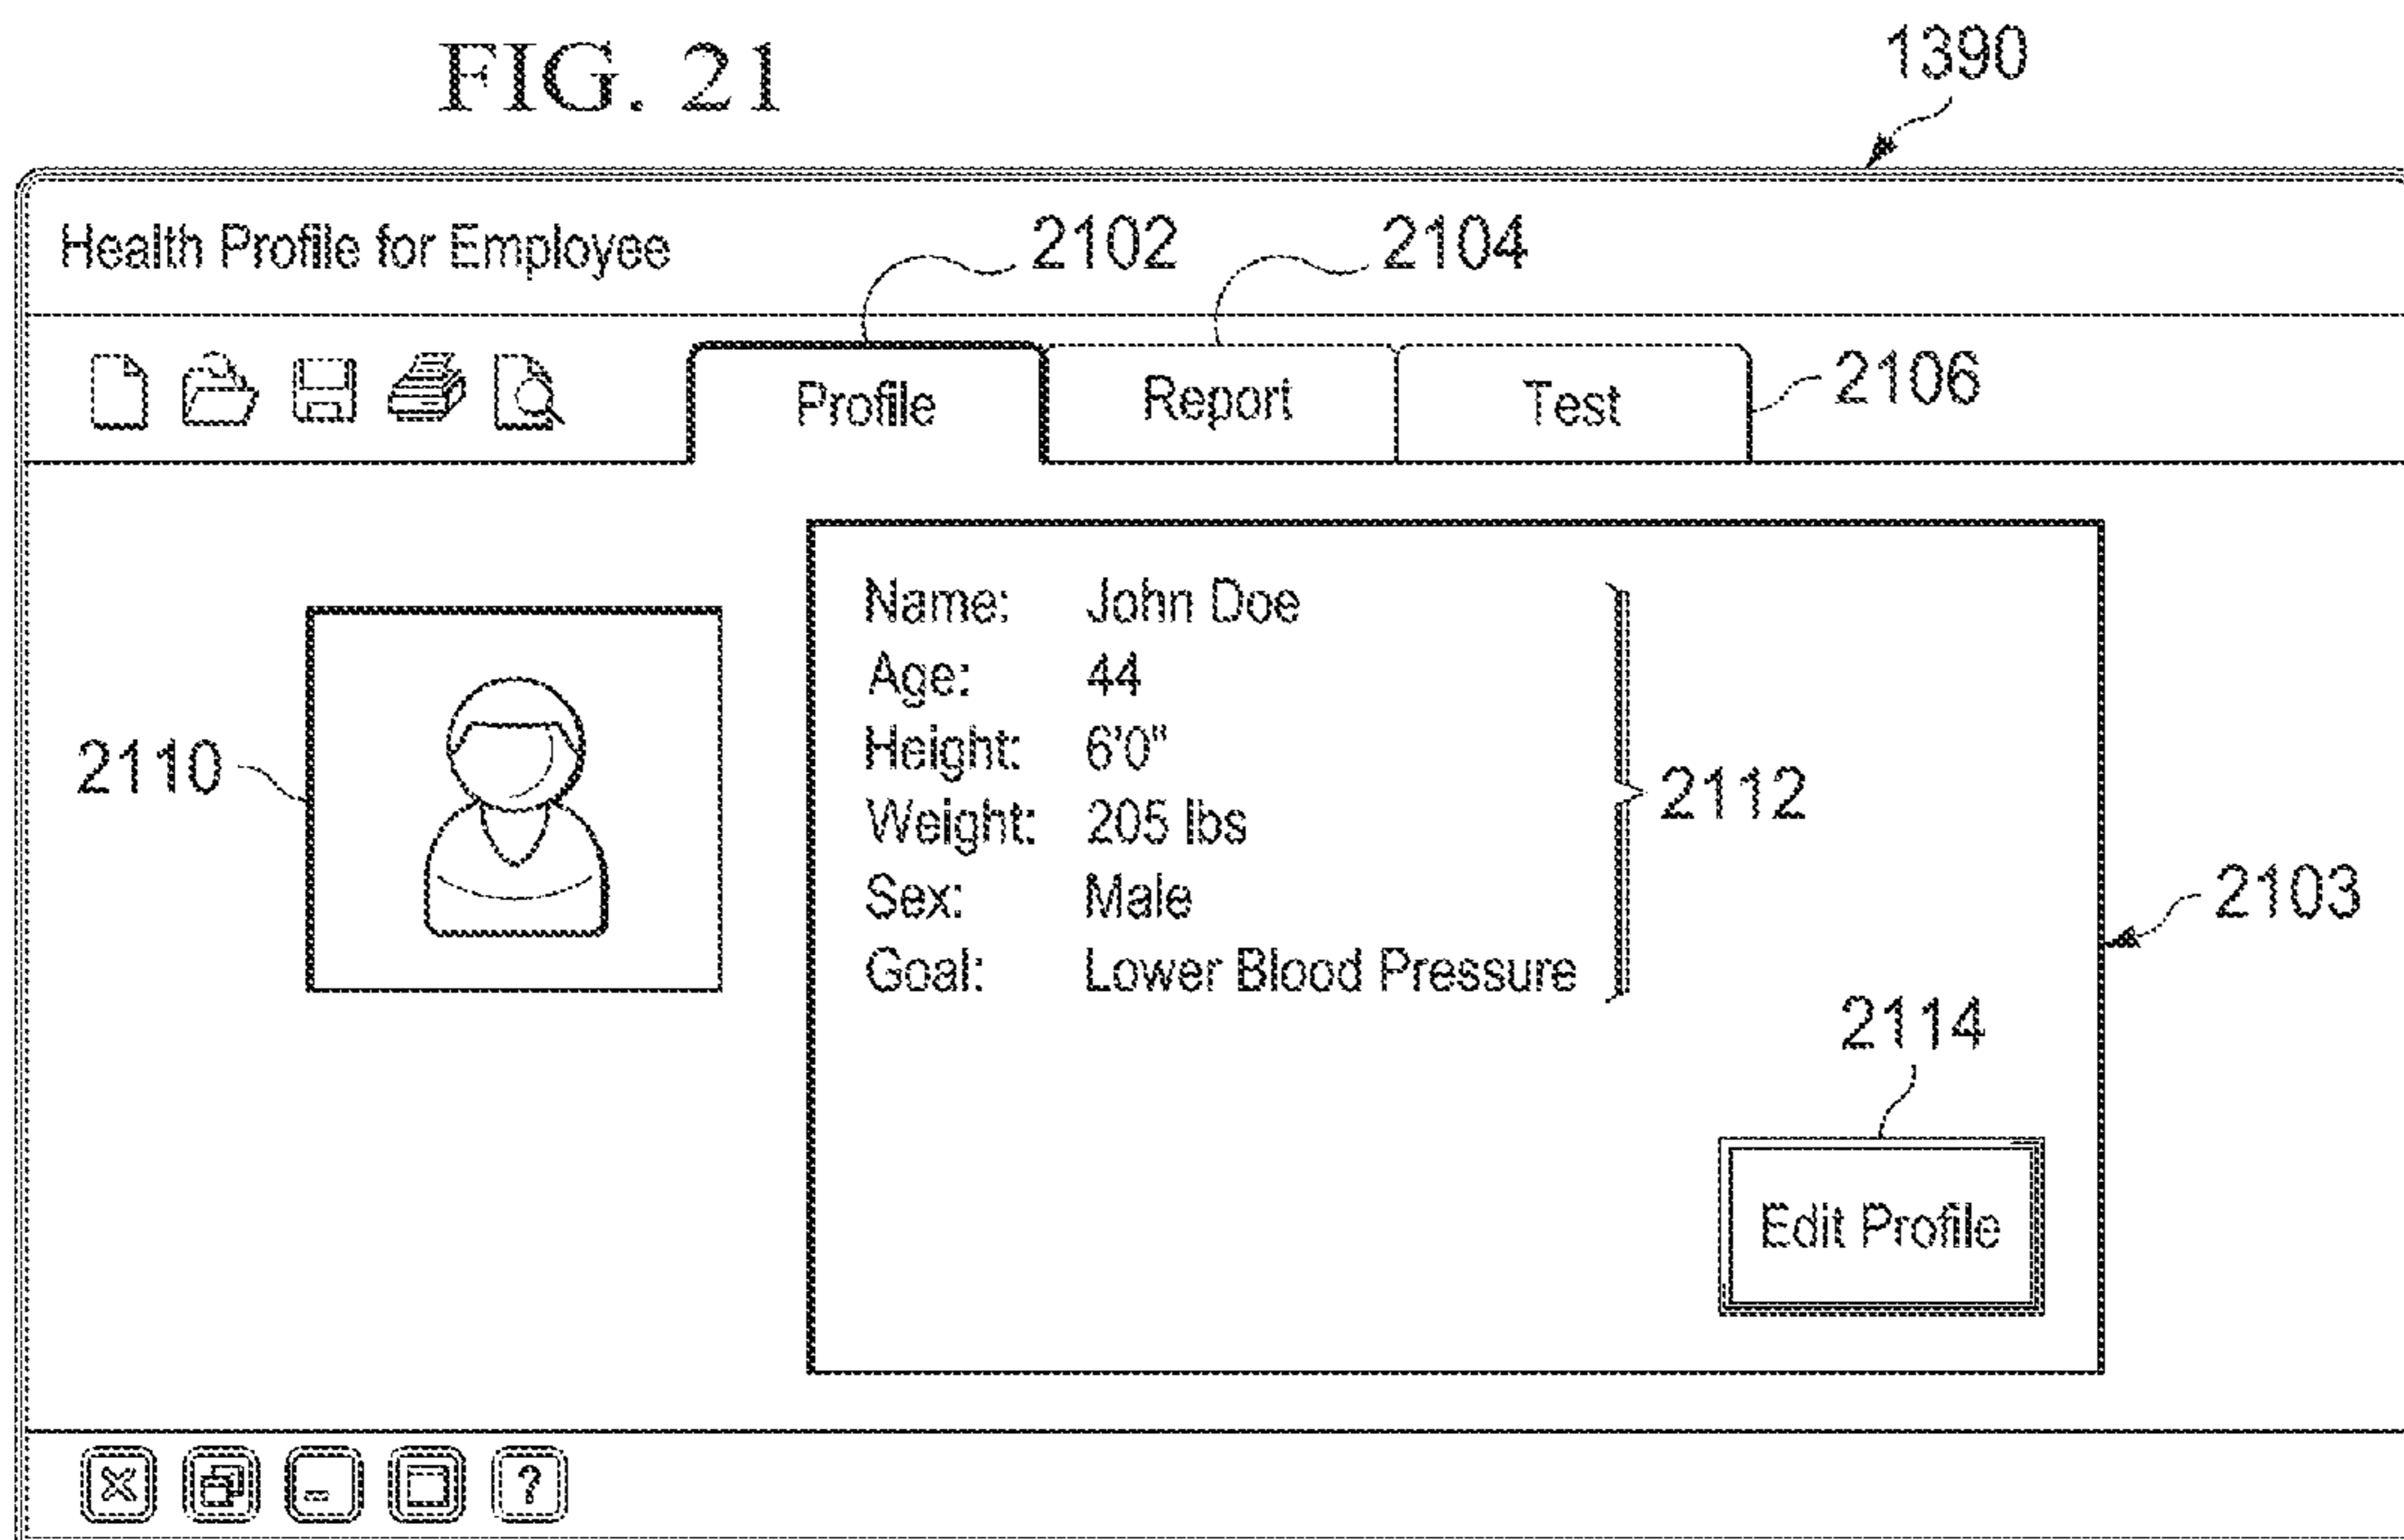 FIG. 21
1390
Health Profile for Employee
2102
2104
Profile
Report
Test
2106
Name: John Doe
Age: 44
Height: 6'0"
Weight: 205 lbs
Sex: Male
Goal: Lower Blood Pressure
2110
2112
2103
2114
Edit Profile
?